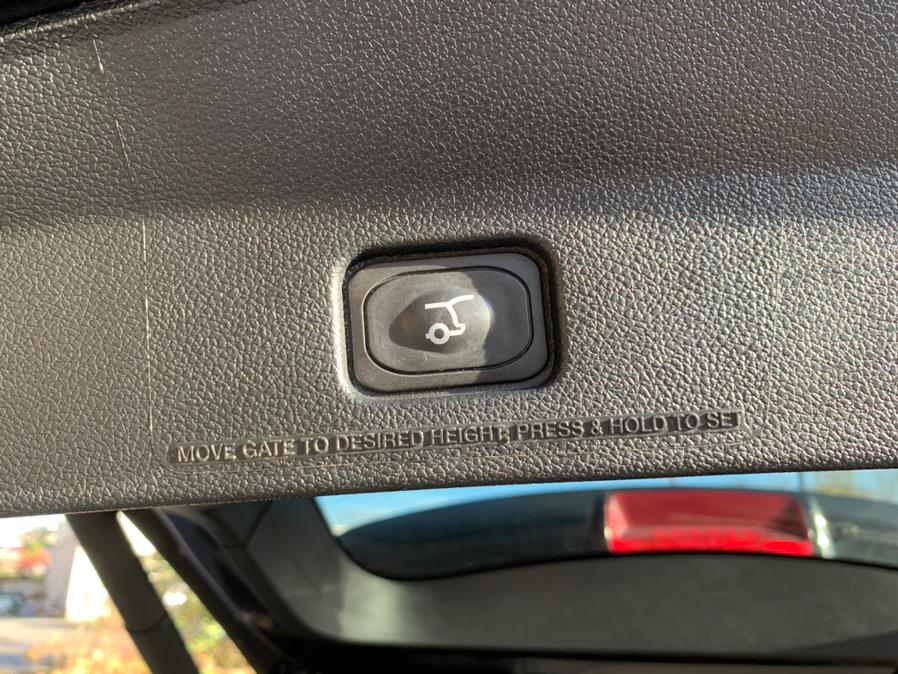 MOVE GATE TO DESIRED HEIGHT; PRESS & HOLD TO SET